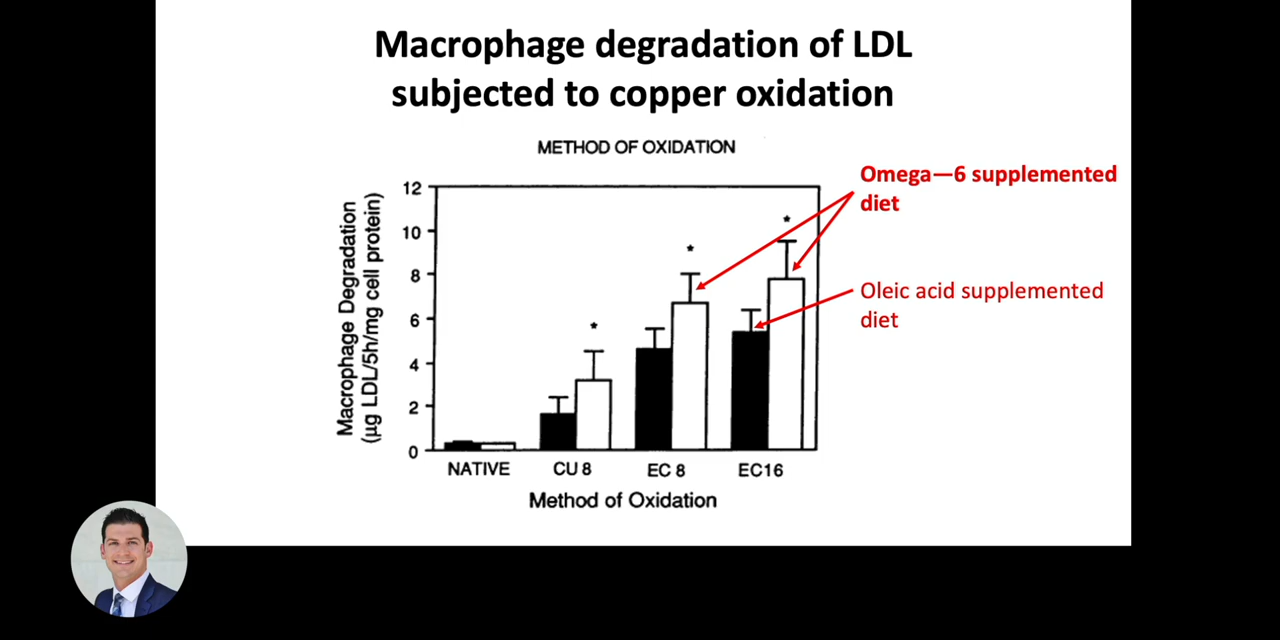 Macrophage degradation of LDL
subjected to copper oxidation
METHOD OF OXIDATION
Omega—6 supplemented
diet
Oleic acid supplemented
diet
Macrophage Degradation
(µg LDL/5h/mg cell protein)
12
10
8
6
4
2
0
*
*
*
NATIVE
CU 8
EC 8
EC16
Method of Oxidation